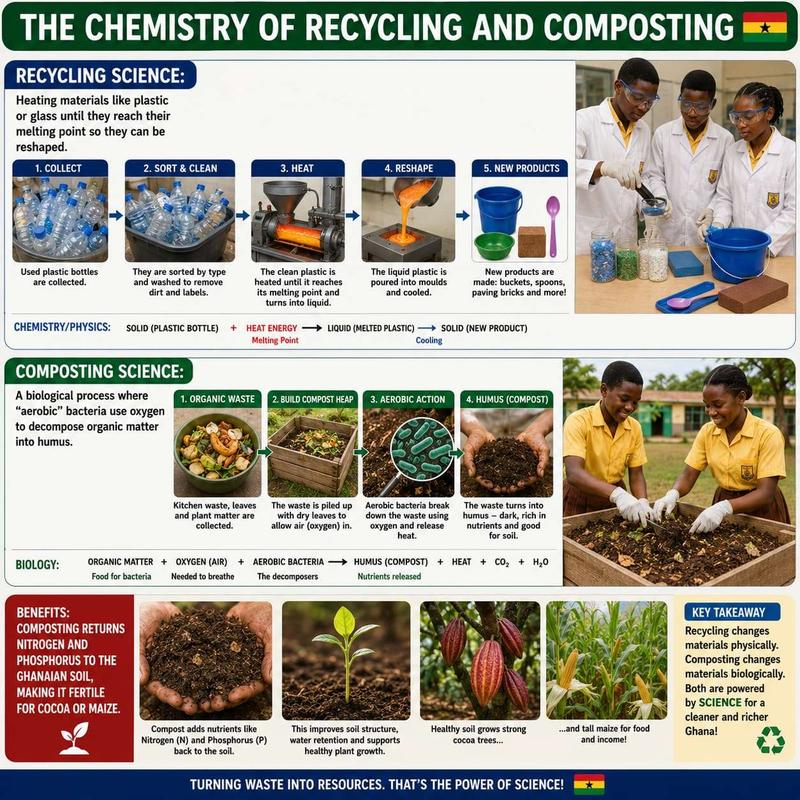 THE CHEMISTRY OF RECYCLING AND COMPOSTING
RECYCLING SCIENCE:
Heating materials like plastic
or glass until they reach their
melting point so they can be
reshaped.
1. COLLECT
Used plastic bottles
are collected.
2. SORT & CLEAN
They are sorted by type
and washed to remove
dirt and labels.
3. HEAT
The clean plastic is
heated until it reaches
its melting point and
turns into liquid.
4. RESHAPE
The liquid plastic is
poured into moulds
and cooled.
5. NEW PRODUCTS
New products are
made: buckets, spoons,
paving bricks and more!
CHEMISTRY/PHYSICS: SOLID (PLASTIC BOTTLE) + HEAT ENERGY → LIQUID (MELTED PLASTIC) → SOLID (NEW PRODUCT)
Melting Point Cooling
COMPOSTING SCIENCE:
A biological process where
“aerobic” bacteria use oxygen
to decompose organic matter
into humus.
1. ORGANIC WASTE
Kitchen waste, leaves
and plant matter are
collected.
2. BUILD COMPOST HEAP
The waste is piled up
with dry leaves to
allow air (oxygen) in.
3. AEROBIC ACTION
Aerobic bacteria break
down the waste using
oxygen and release
heat.
4. HUMUS (COMPOST)
The waste turns into
humus – dark, rich in
nutrients and good
for soil.
BIOLOGY: ORGANIC MATTER + OXYGEN (AIR) + AEROBIC BACTERIA → HUMUS (COMPOST) + HEAT + CO₂ + H₂O
Food for bacteria Needed to breathe The decomposers Nutrients released
BENEFITS:
COMPOSTING RETURNS
NITROGEN AND
PHOSPHORUS TO THE
GHANAIAN SOIL,
MAKING IT FERTILE
FOR COCOA OR MAIZE.
Compost adds nutrients like
Nitrogen (N) and Phosphorus (P)
back to the soil.
This improves soil structure,
water retention and supports
healthy plant growth.
Healthy soil grows strong
cocoa trees...
...and tall maize for food
and income!
KEY TAKEAWAY
Recycling changes
materials physically.
Composting changes
materials biologically.
Both are powered
by SCIENCE for a
cleaner and richer
Ghana!
TURNING WASTE INTO RESOURCES. THAT'S THE POWER OF SCIENCE!